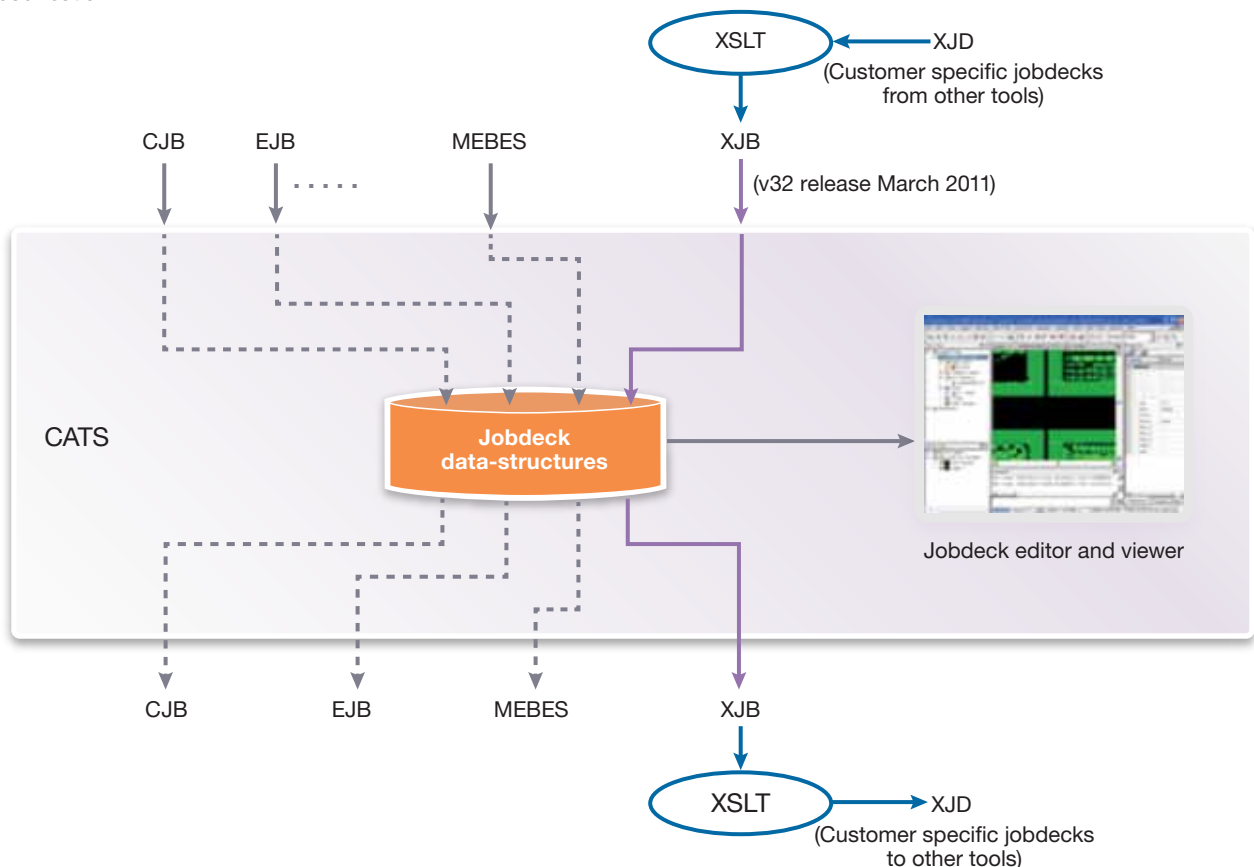 XSLT
XJD
(Customer specific jobdecks
from other tools)
CJB
EJB
MEBES
XJB
(v32 release March 2011)
CATS
Jobdeck
data-structures
Jobdeck editor and viewer
CJB
EJB
MEBES
XJB
XSLT
XJD
(Customer specific jobdecks
to other tools)